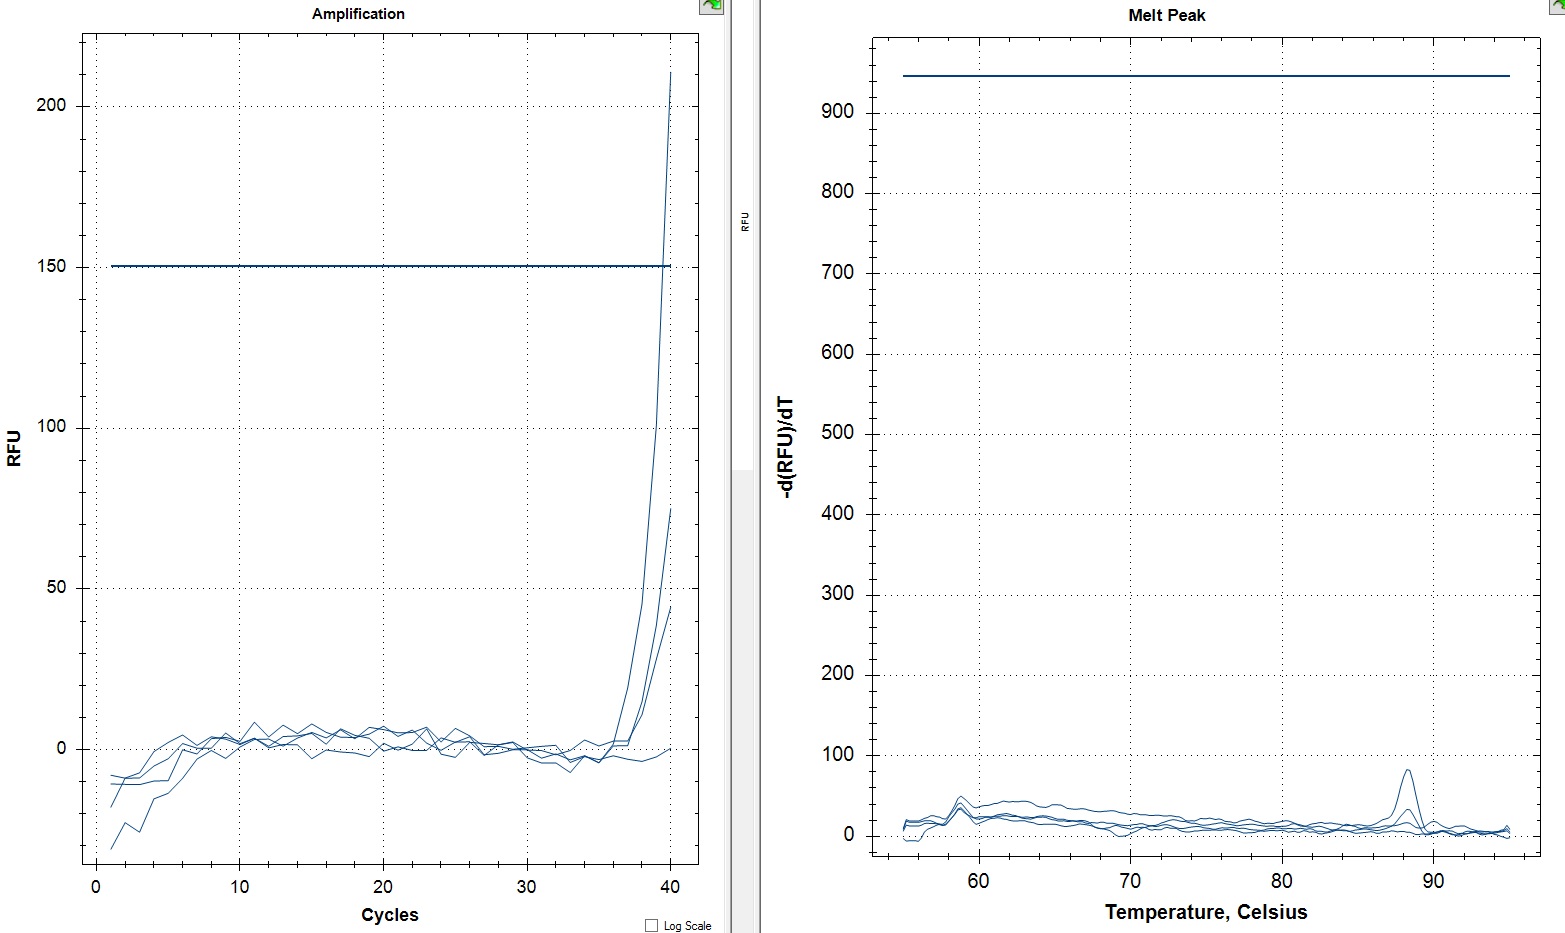 Amplification
200
150
100
50
0
RFU
0 10 20 30 40
Cycles
Log Scale
RFU
Melt Peak
900
800
700
600
500
400
300
200
100
0
-d(RFU)/dT
60 70 80 90
Temperature, Celsius